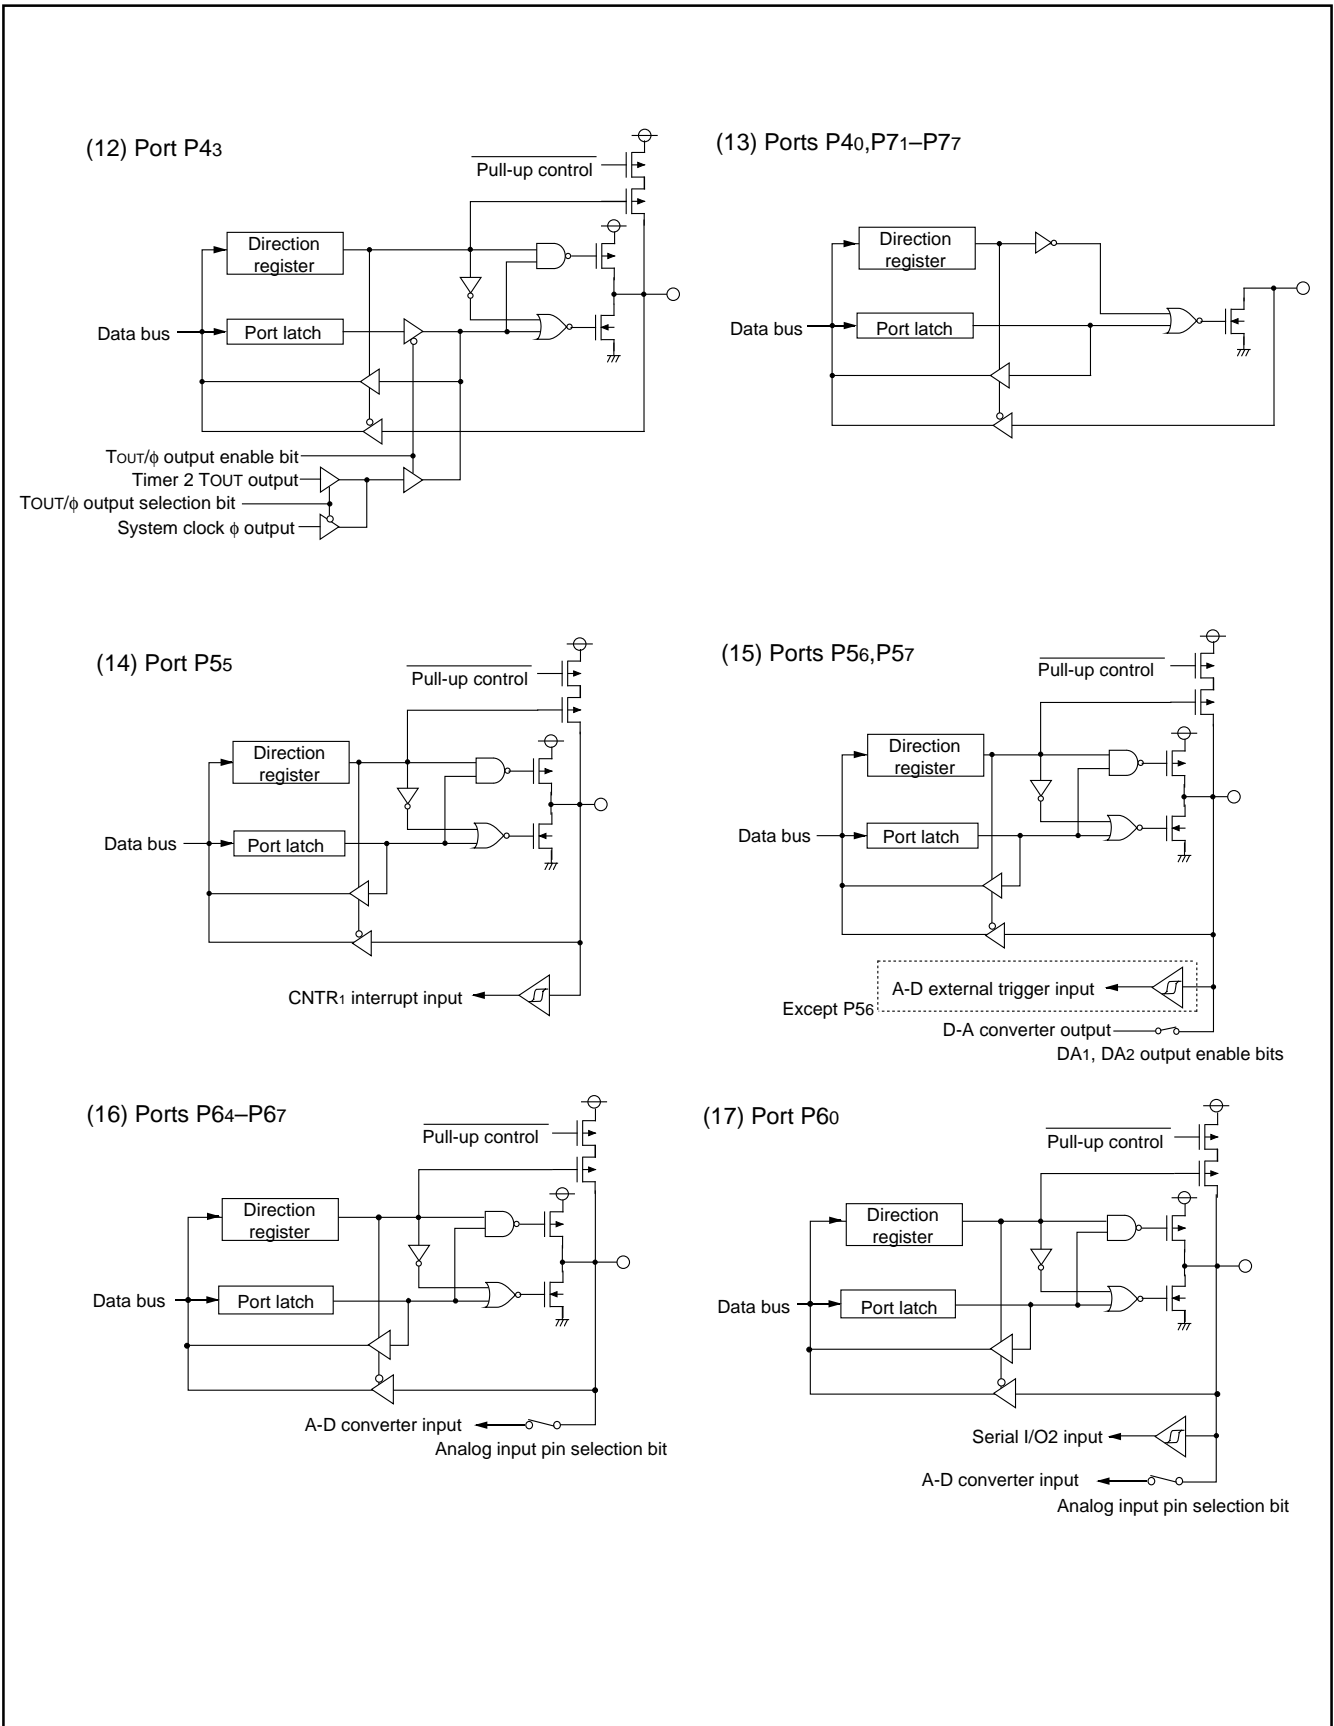 (12) Port P43
Pull-up control
Direction
register
Data bus
Port latch
TOUT/ϕ output enable bit
Timer 2 TOUT output
TOUT/ϕ output selection bit
System clock ϕ output
(13) Ports P40,P71–P77
Direction
register
Data bus
Port latch
(14) Port P55
Pull-up control
Direction
register
Data bus
Port latch
CNTR1 interrupt input
(15) Ports P56,P57
Pull-up control
Direction
register
Data bus
Port latch
A-D external trigger input
Except P56
D-A converter output
DA1, DA2 output enable bits
(16) Ports P64–P67
Pull-up control
Direction
register
Data bus
Port latch
A-D converter input
Analog input pin selection bit
(17) Port P60
Pull-up control
Direction
register
Data bus
Port latch
Serial I/O2 input
A-D converter input
Analog input pin selection bit